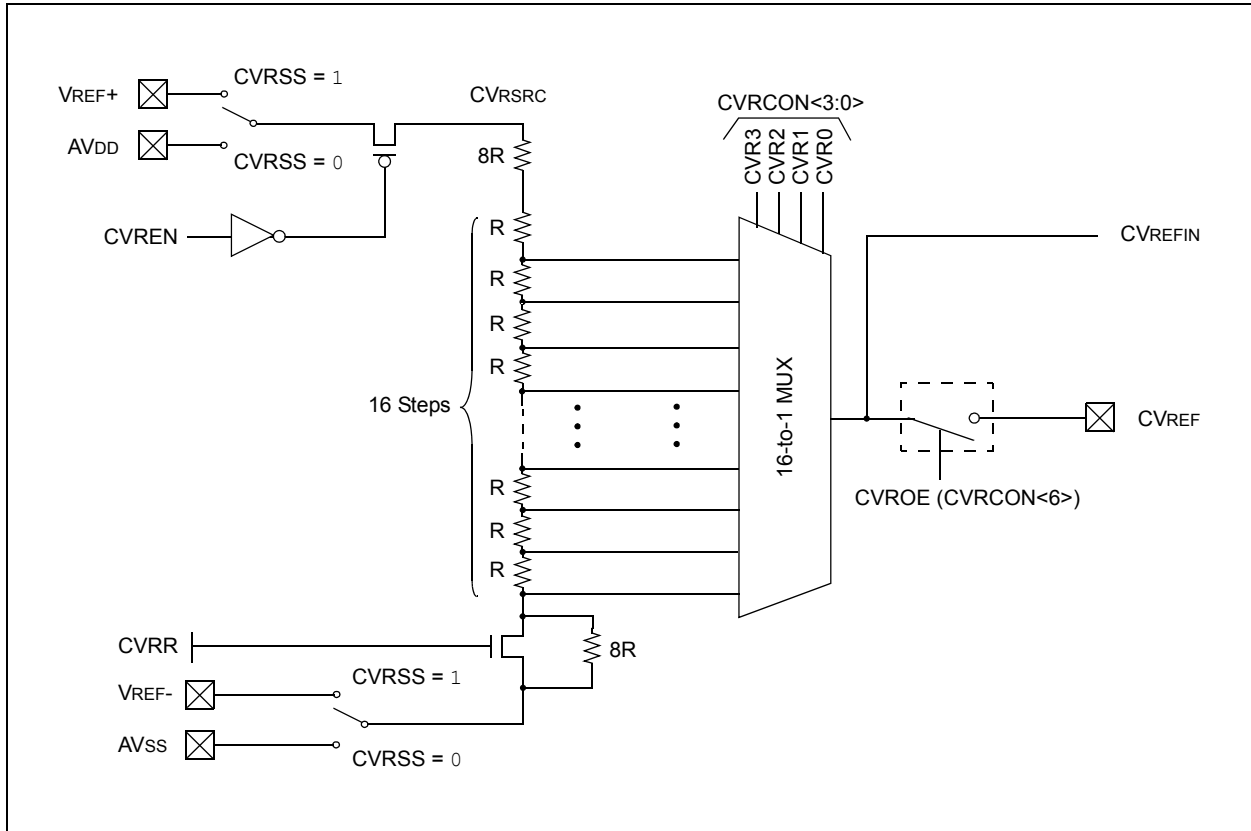 VREF+
CVRSS = 1
AVDD
CVRSS = 0
CVRSRC
8R
CVREN
CVRCON<3:0>
CVR3
CVR2
CVR1
CVR0
R
R
R
R
16 Steps
R
R
R
16-to-1 MUX
CVREFIN
CVREF
CVROE (CVRCON<6>)
CVRR
8R
VREF-
CVRSS = 1
AVSS
CVRSS = 0